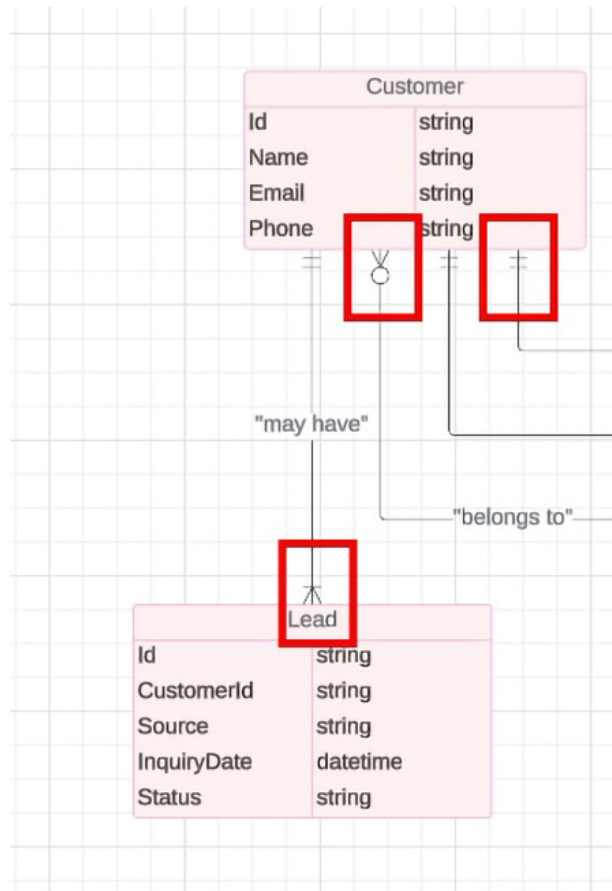 Customer
Id string
Name string
Email string
Phone string
"may have"
"belongs to"
Lead
Id string
CustomerId string
Source string
InquiryDate datetime
Status string